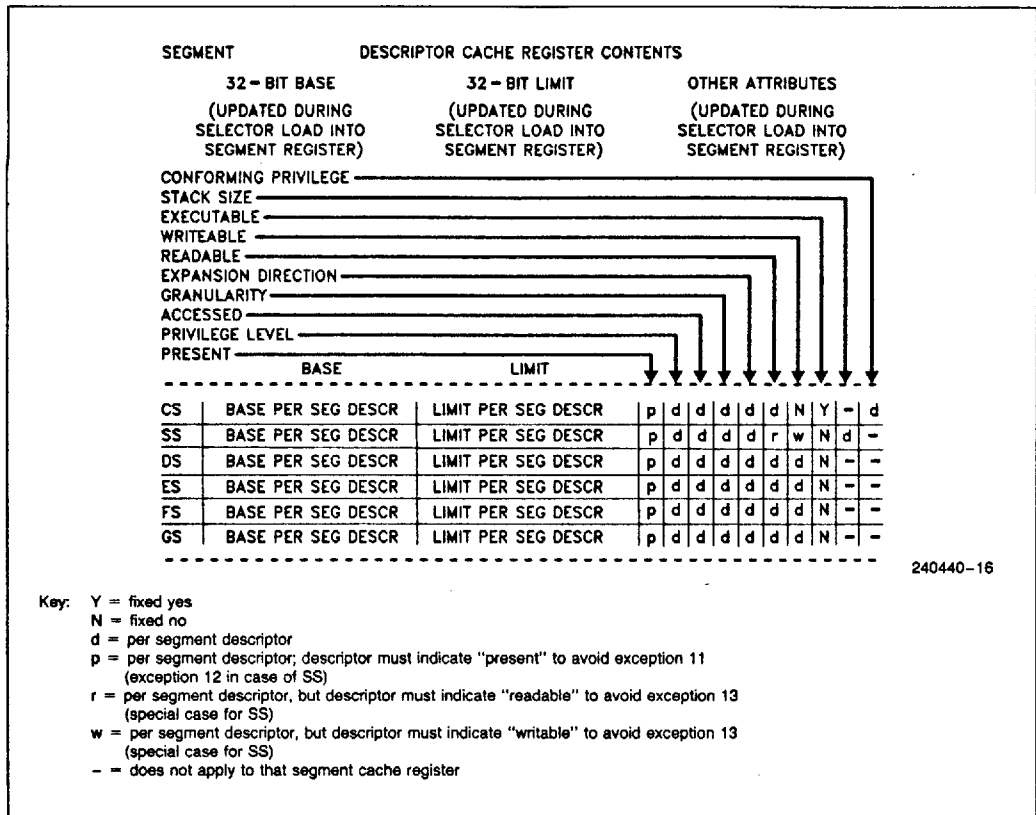 SEGMENT DESCRIPTOR CACHE REGISTER CONTENTS
32 – BIT BASE 32 – BIT LIMIT OTHER ATTRIBUTES
(UPDATED DURING (UPDATED DURING (UPDATED DURING
SELECTOR LOAD INTO SELECTOR LOAD INTO SELECTOR LOAD INTO
SEGMENT REGISTER) SEGMENT REGISTER) SEGMENT REGISTER)
CONFORMING PRIVILEGE
STACK SIZE
EXECUTABLE
WRITEABLE
READABLE
EXPANSION DIRECTION
GRANULARITY
ACCESSED
PRIVILEGE LEVEL
PRESENT
BASE LIMIT
CS BASE PER SEG DESCR LIMIT PER SEG DESCR p d d d d d N Y – d
SS BASE PER SEG DESCR LIMIT PER SEG DESCR p d d d d r w N d –
DS BASE PER SEG DESCR LIMIT PER SEG DESCR p d d d d d d N – –
ES BASE PER SEG DESCR LIMIT PER SEG DESCR p d d d d d d N – –
FS BASE PER SEG DESCR LIMIT PER SEG DESCR p d d d d d d N – –
GS BASE PER SEG DESCR LIMIT PER SEG DESCR p d d d d d d N – –
240440–16
Key: Y = fixed yes
N = fixed no
d = per segment descriptor
p = per segment descriptor; descriptor must indicate "present" to avoid exception 11
(exception 12 in case of SS)
r = per segment descriptor, but descriptor must indicate "readable" to avoid exception 13
(special case for SS)
w = per segment descriptor, but descriptor must indicate "writable" to avoid exception 13
(special case for SS)
– = does not apply to that segment cache register